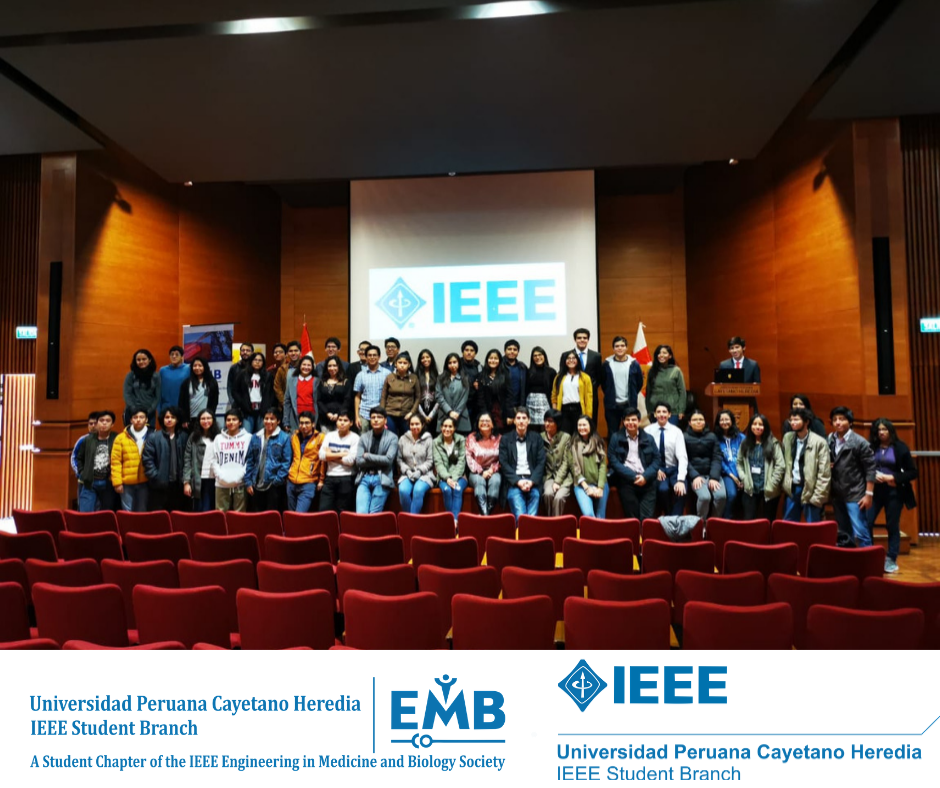 IEEE
TOMMY
DENIM
Universidad Peruana Cayetano Heredia
IEEE Student Branch
EMB
A Student Chapter of the IEEE Engineering in Medicine and Biology Society
IEEE
Universidad Peruana Cayetano Heredia
IEEE Student Branch